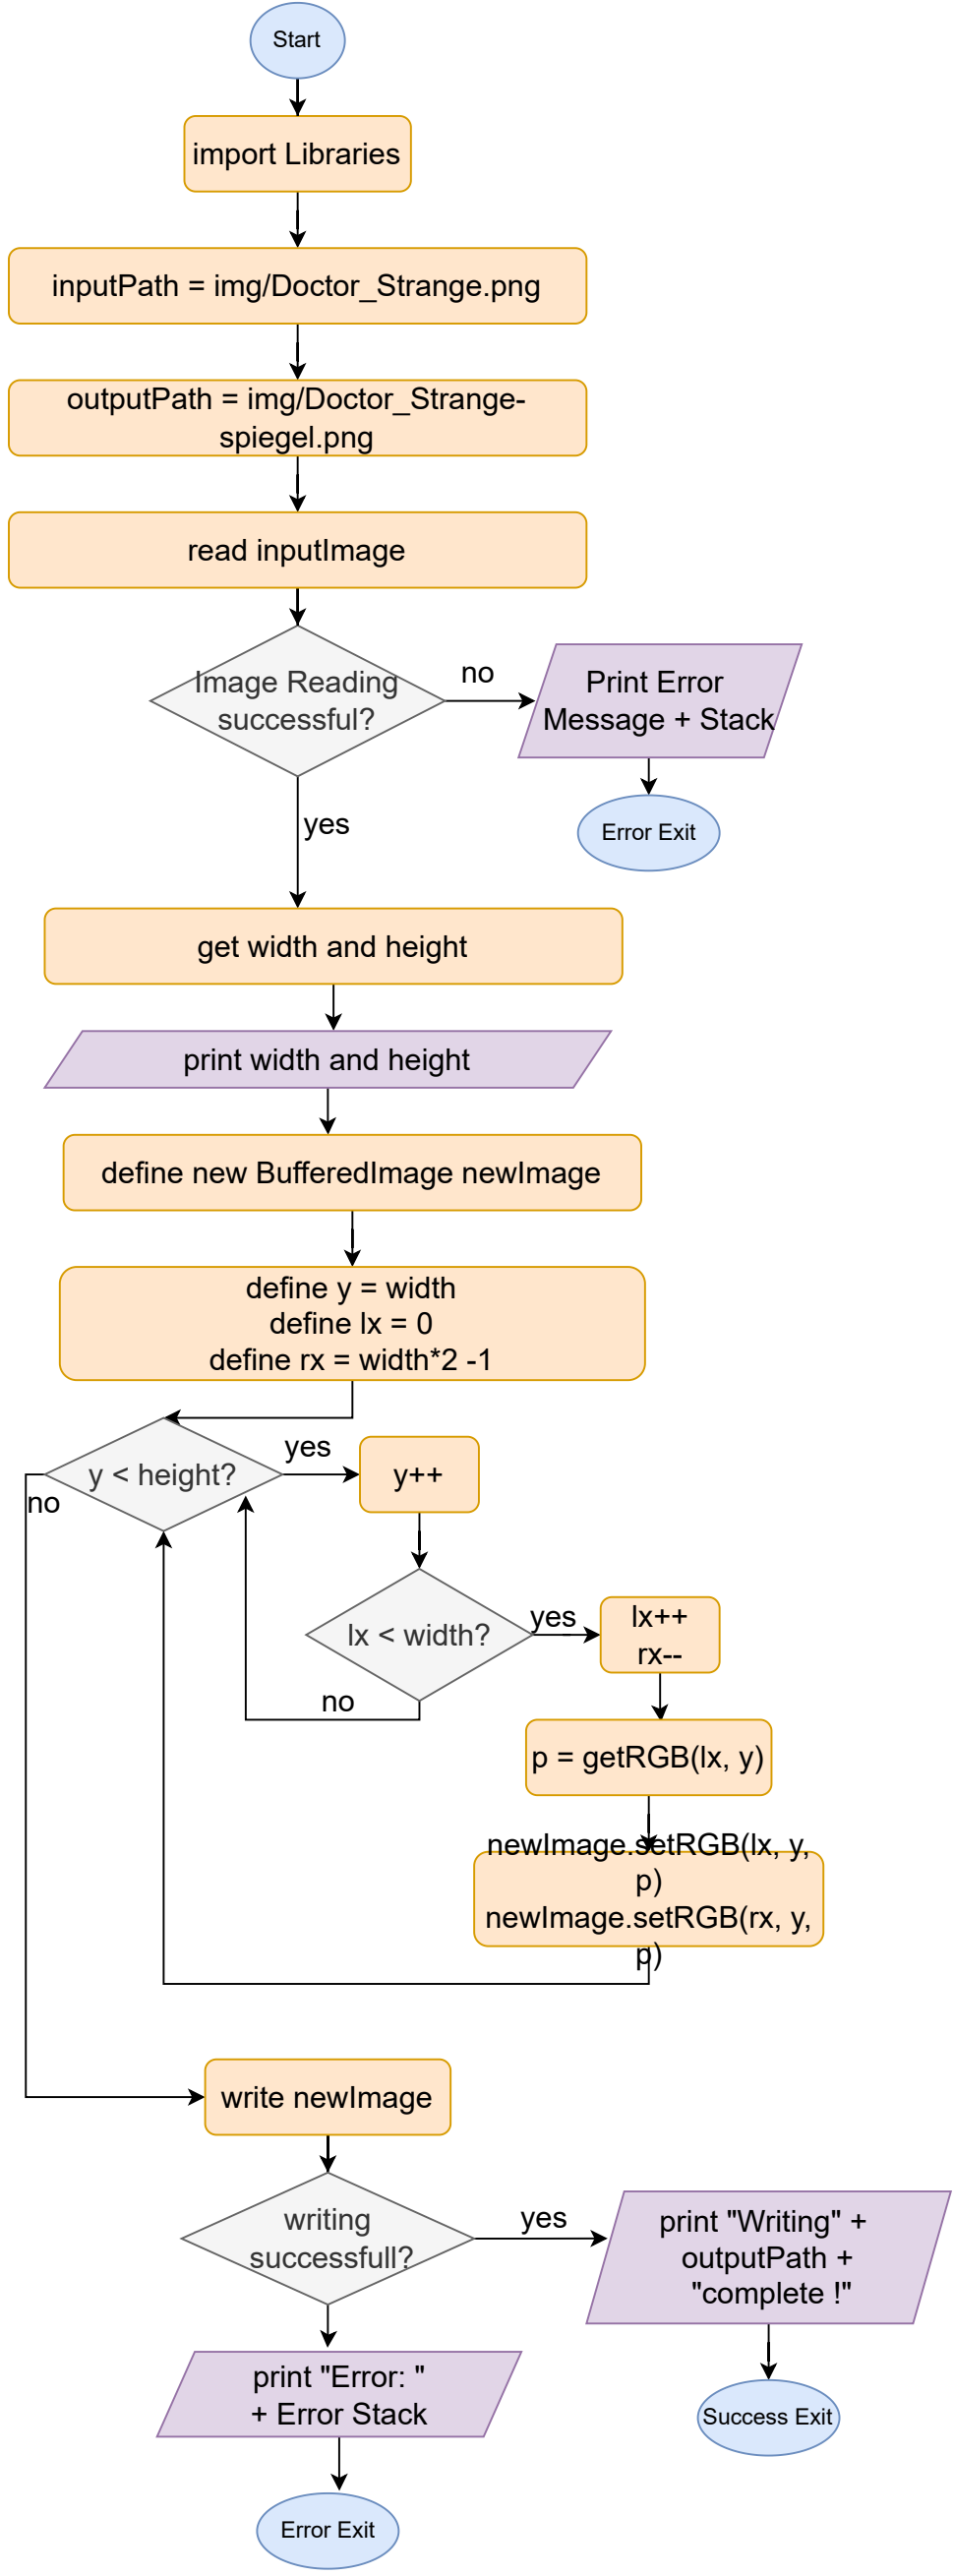 Start
import Libraries
inputPath = img/Doctor_Strange.png
outputPath = img/Doctor_Strange-
spiegel.png
read inputImage
Image Reading
successful?
no
Print Error
Message + Stack
yes
Error Exit
get width and height
print width and height
define new BufferedImage newImage
define y = width
define lx = 0
define rx = width*2 -1
y < height?
yes
y++
no
lx < width?
yes
lx++
rx--
no
p = getRGB(lx, y)
newImage.setRGB(lx, y,
p)
newImage.setRGB(rx, y,
p)
write newImage
writing
successfull?
yes
print "Writing" +
outputPath +
"complete !"
print "Error: "
+ Error Stack
Success Exit
Error Exit